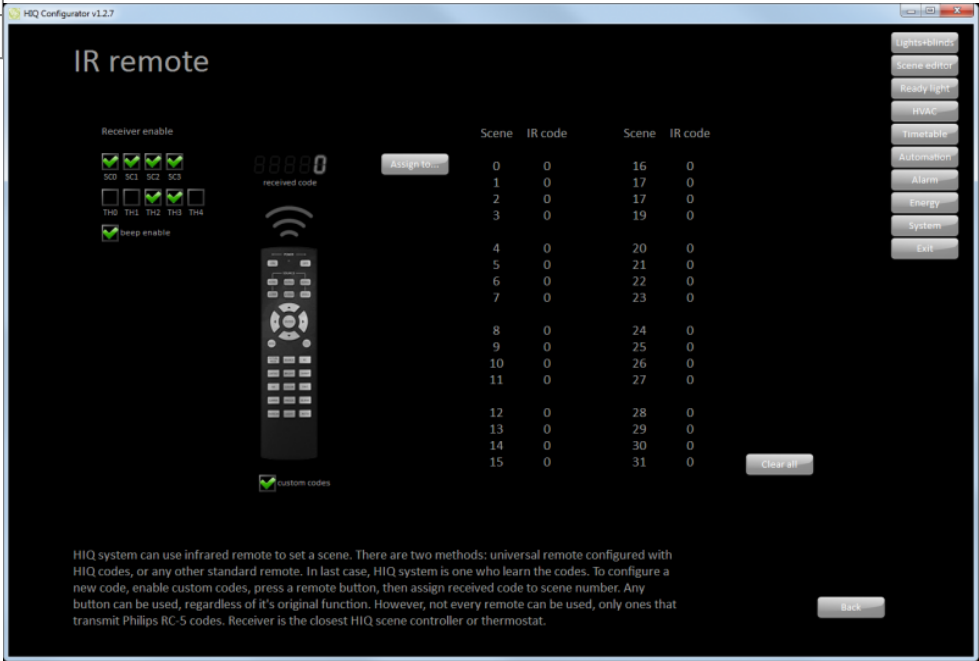 HIQ Configurator v1.2.7
IR remote
Lights+blinds
Scene editor
Ready light
HVAC
Timetable
Automation
Alarm
Energy
System
Exit
Receiver enable
SC0 SC1 SC2 SC3
TH0 TH1 TH2 TH3 TH4
beep enable
0
received code
Assign to...
custom codes
Scene IR code Scene IR code
0 0 16 0
1 0 17 0
2 0 17 0
3 0 19 0
4 0 20 0
5 0 21 0
6 0 22 0
7 0 23 0
8 0 24 0
9 0 25 0
10 0 26 0
11 0 27 0
12 0 28 0
13 0 29 0
14 0 30 0
15 0 31 0
Clear all
HIQ system can use infrared remote to set a scene. There are two methods: universal remote configured with
HIQ codes, or any other standard remote. In last case, HIQ system is one who learn the codes. To configure a
new code, enable custom codes, press a remote button, then assign received code to scene number. Any
button can be used, regardless of it's original function. However, not every remote can be used, only ones that
transmit Philips RC-5 codes. Receiver is the closest HIQ scene controller or thermostat.
Back